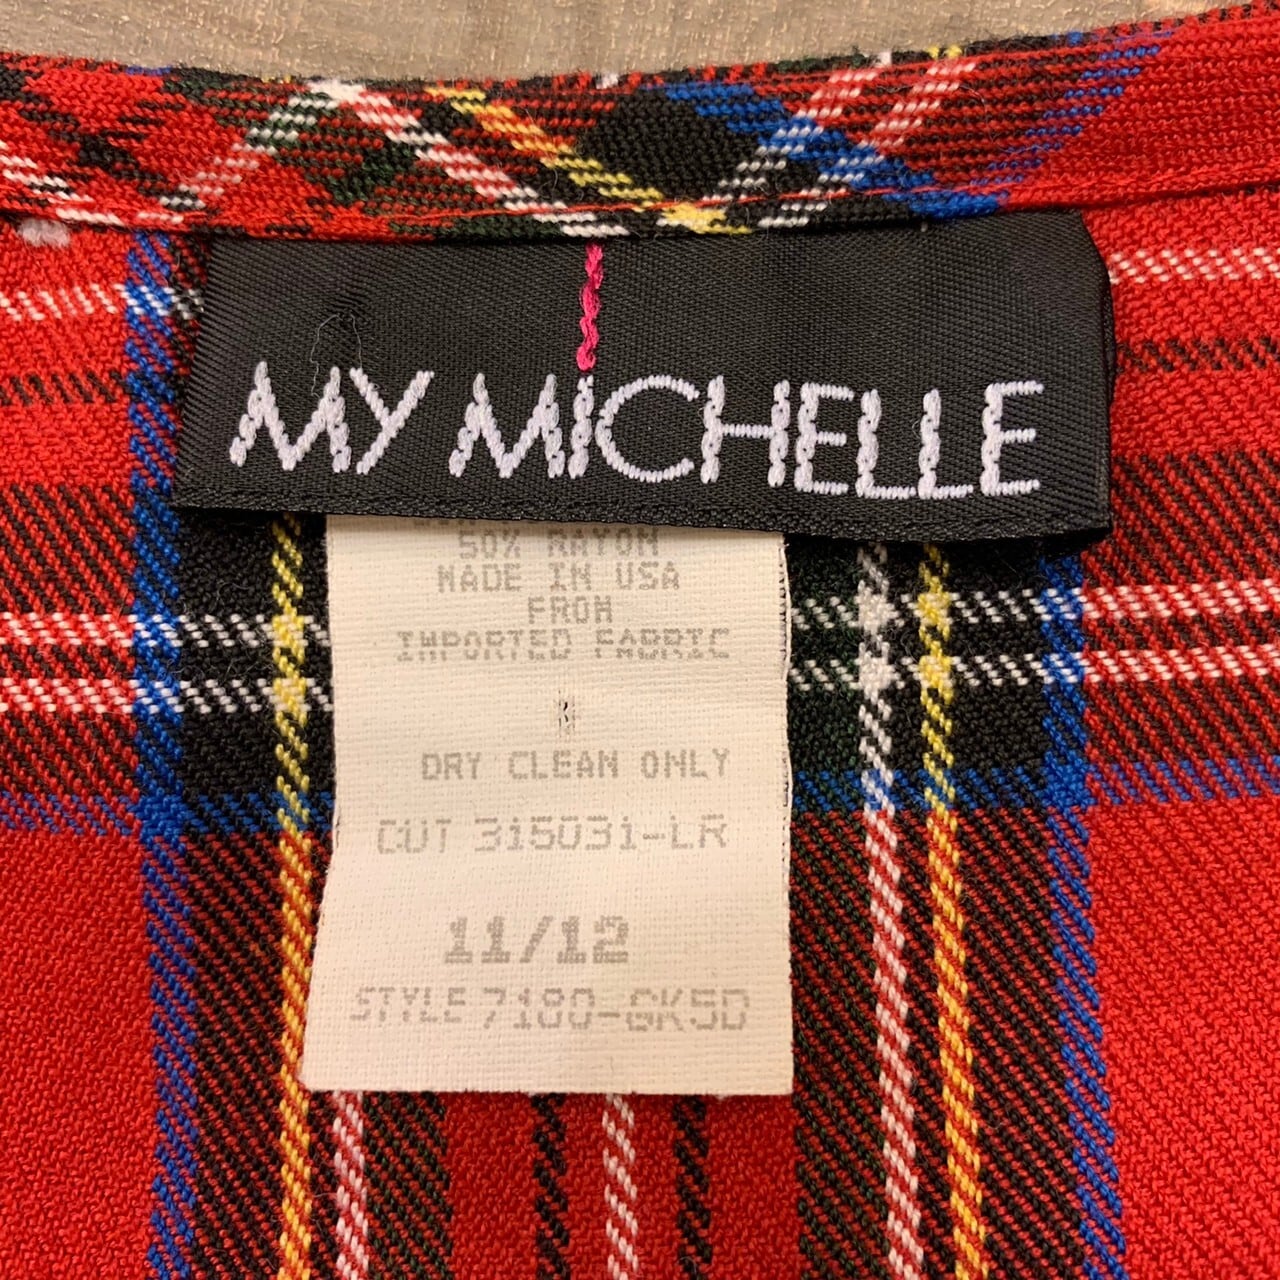 MY MICHELLE
50% RAYON
MADE IN USA
FROM
IMPORTED FABRIC
DRY CLEAN ONLY
CUT 315031-LR
11/12
STYLE 7180-GK5D